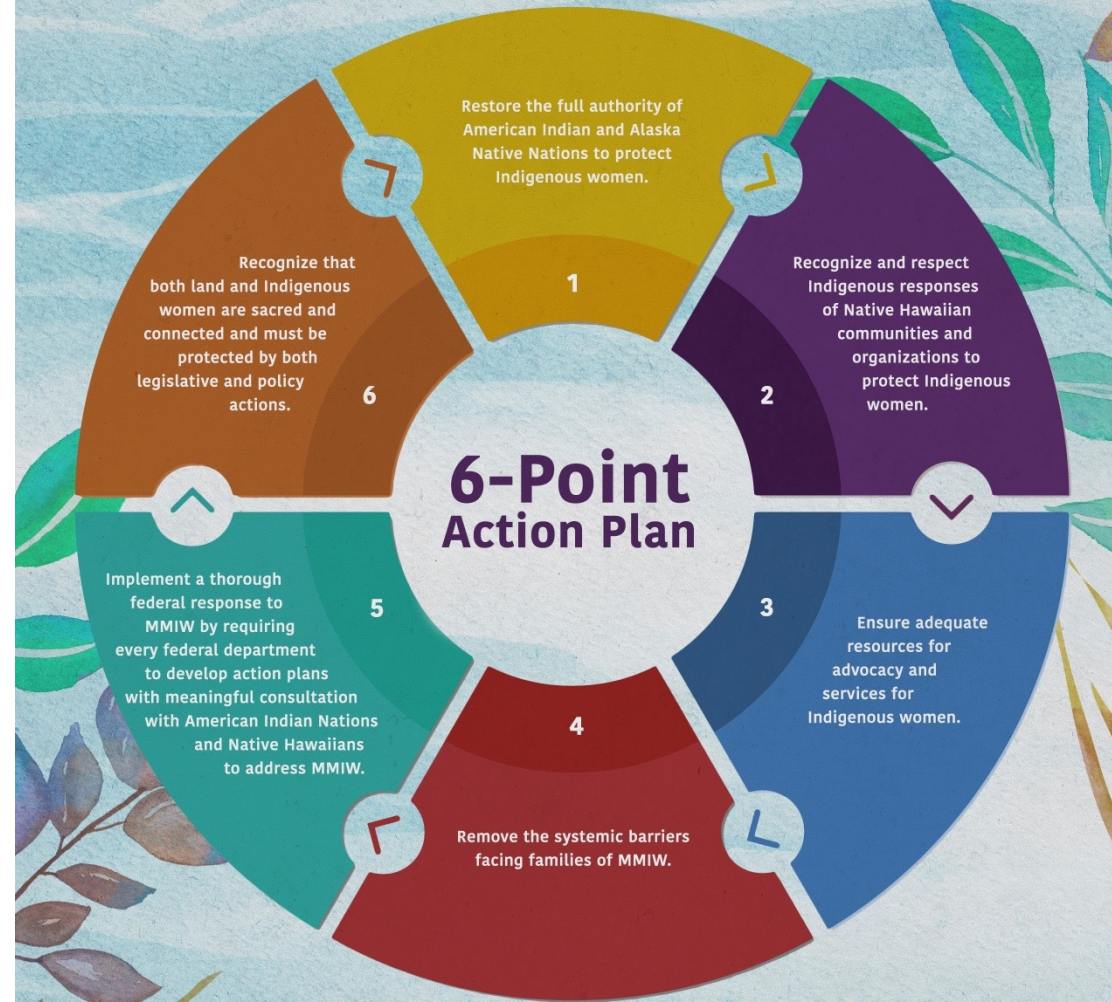 Restore the full authority of
American Indian and Alaska
Native Nations to protect
Indigenous women.
1
Recognize and respect
Indigenous responses
of Native Hawaiian
communities and
organizations to
protect Indigenous
women.
2
Ensure adequate
resources for
advocacy and
services for
Indigenous women.
3
Remove the systemic barriers
facing families of MMIW.
4
Implement a thorough
federal response to
MMIW by requiring
every federal department
to develop action plans
with meaningful consultation
with American Indian Nations
and Native Hawaiians
to address MMIW.
5
Recognize that
both land and Indigenous
women are sacred and
connected and must be
protected by both
legislative and policy
actions.
6
6-Point
Action Plan